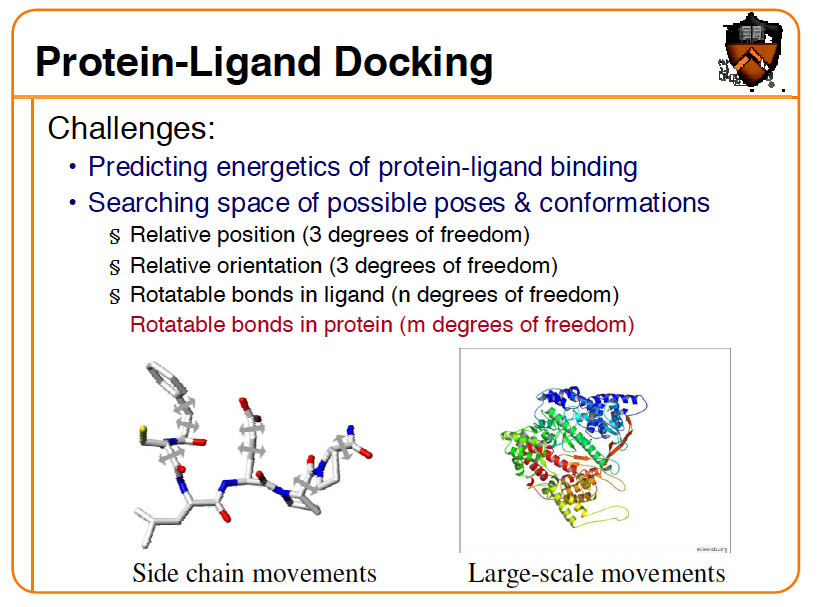 Protein-Ligand Docking
Challenges:
• Predicting energetics of protein-ligand binding
• Searching space of possible poses & conformations
§ Relative position (3 degrees of freedom)
§ Relative orientation (3 degrees of freedom)
§ Rotatable bonds in ligand (n degrees of freedom)
Rotatable bonds in protein (m degrees of freedom)
Side chain movements
Large-scale movements